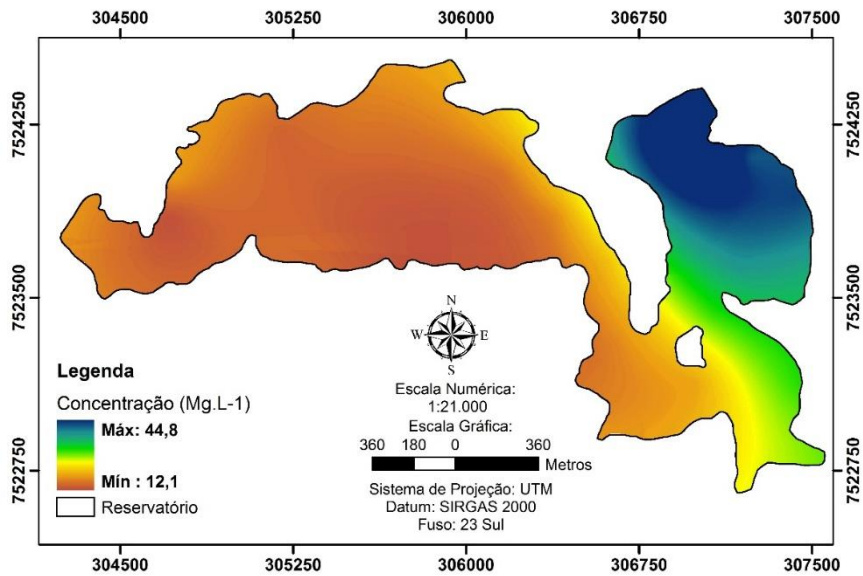 304500 305250 306000 306750 307500
7524250 7524250
7523500 7523500
7522750 7522750
N
W E
S
Legenda
Concentração (Mg.L-1)
Máx: 44,8
Mín : 12,1
Reservatório
Escala Numérica:
1:21.000
Escala Gráfica:
360 180 0 360
Metros
Sistema de Projeção: UTM
Datum: SIRGAS 2000
Fuso: 23 Sul
304500 305250 306000 306750 307500